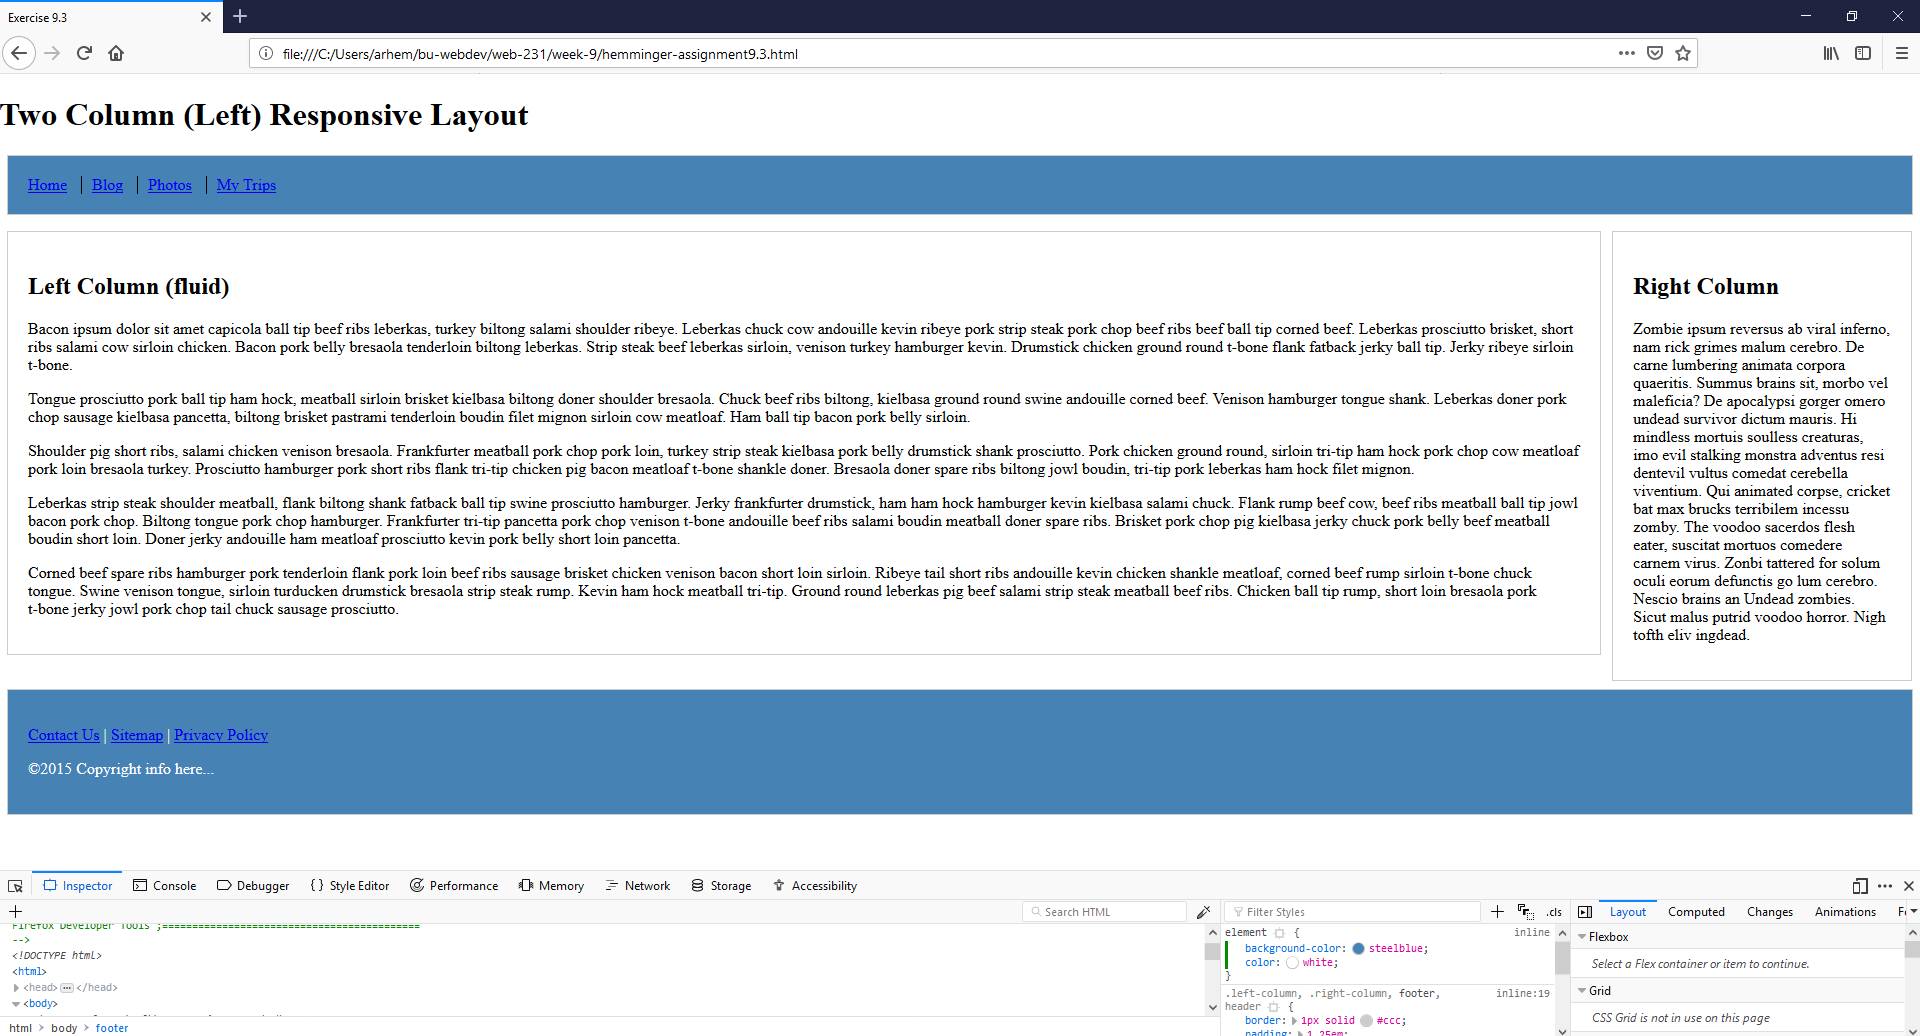 Exercise 9.3
file:///C:/Users/arhem/bu-webdev/web-231/week-9/hemminger-assignment9.3.html
Two Column (Left) Responsive Layout
Home Blog Photos My Trips
Left Column (fluid)
Bacon ipsum dolor sit amet capicola ball tip beef ribs leberkas, turkey biltong salami shoulder ribeye. Leberkas chuck cow andouille kevin ribeye pork strip steak pork chop beef ribs beef ball tip corned beef. Leberkas prosciutto brisket, short
ribs salami cow sirloin chicken. Bacon pork belly bresaola tenderloin biltong leberkas. Strip steak beef leberkas sirloin, venison turkey hamburger kevin. Drumstick chicken ground round t-bone flank fatback jerky ball tip. Jerky ribeye sirloin
t-bone.
Tongue prosciutto pork ball tip ham hock, meatball sirloin brisket kielbasa biltong doner shoulder bresaola. Chuck beef ribs biltong, kielbasa ground round swine andouille corned beef. Venison hamburger tongue shank. Leberkas doner pork
chop sausage kielbasa pancetta, biltong brisket pastrami tenderloin boudin filet mignon sirloin cow meatloaf. Ham ball tip bacon pork belly sirloin.
Shoulder pig short ribs, salami chicken venison bresaola. Frankfurter meatball pork chop pork loin, turkey strip steak kielbasa pork belly drumstick shank prosciutto. Pork chicken ground round, sirloin tri-tip ham hock pork chop cow meatloaf
pork loin bresaola turkey. Prosciutto hamburger pork short ribs flank tri-tip chicken pig bacon meatloaf t-bone shankle doner. Bresaola doner spare ribs biltong jowl boudin, tri-tip pork leberkas ham hock filet mignon.
Leberkas strip steak shoulder meatball, flank biltong shank fatback ball tip swine prosciutto hamburger. Jerky frankfurter drumstick, ham ham hock hamburger kevin kielbasa salami chuck. Flank rump beef cow, beef ribs meatball ball tip jowl
bacon pork chop. Biltong tongue pork chop hamburger. Frankfurter tri-tip pancetta pork chop venison t-bone andouille beef ribs salami boudin meatball doner spare ribs. Brisket pork chop pig kielbasa jerky chuck pork belly beef meatball
boudin short loin. Doner jerky andouille ham meatloaf prosciutto kevin pork belly short loin pancetta.
Corned beef spare ribs hamburger pork tenderloin flank pork loin beef ribs sausage brisket chicken venison bacon short loin sirloin. Ribeye tail short ribs andouille kevin chicken shankle meatloaf, corned beef rump sirloin t-bone chuck
tongue. Swine venison tongue, sirloin turducken drumstick bresaola strip steak rump. Kevin ham hock meatball tri-tip. Ground round leberkas pig beef salami strip steak meatball beef ribs. Chicken ball tip rump, short loin bresaola pork
t-bone jerky jowl pork chop tail chuck sausage prosciutto.
Right Column
Zombie ipsum reversus ab viral inferno,
nam rick grimes malum cerebro. De
carne lumbering animata corpora
quaeritis. Summus brains sit, morbo vel
maleficia? De apocalypsi gorger omero
undead survivor dictum mauris. Hi
mindless mortuis soulless creaturas,
imo evil stalking monstra adventus resi
dentevil vultus comedat cerebella
viventium. Qui animated corpse, cricket
bat max brucks terribilem incessu
zomby. The voodoo sacerdos flesh
eater, suscitat mortuos comedere
carnem virus. Zonbi tattered for solum
oculi eorum defunctis go lum cerebro.
Nescio brains an Undead zombies.
Sicut malus putrid voodoo horror. Nigh
tofth eliv ingdead.
Contact Us | Sitemap | Privacy Policy
©2015 Copyright info here...
Inspector Console Debugger Style Editor Performance Memory Network Storage Accessibility
Search HTML
Firefox Developer Tools ;===========================================
-->
<!DOCTYPE html>
<html>
<head></head>
<body>
html body footer
Filter Styles .cls
element { inline
background-color: steelblue;
color: white;
}
.left-column, .right-column, footer, inline:19
header {
border: 1px solid #ccc;
padding: 1.25em;
Layout Computed Changes Animations
Flexbox
Select a Flex container or item to continue.
Grid
CSS Grid is not in use on this page